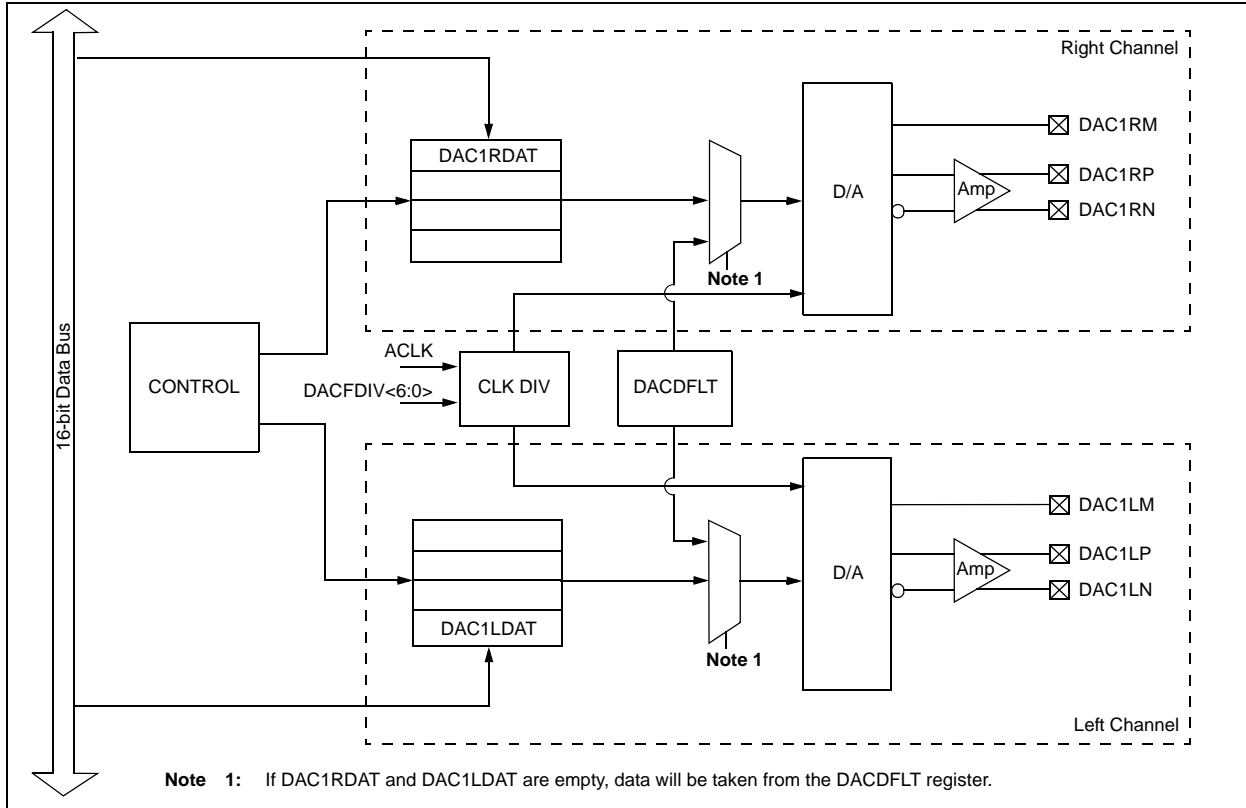 Right Channel
DAC1RDAT
D/A
Amp
DAC1RM
DAC1RP
DAC1RN
Note 1
16-bit Data Bus
CONTROL
ACLK
DACFDIV<6:0>
CLK DIV
DACDFLT
DAC1LDAT
Note 1
D/A
Amp
DAC1LM
DAC1LP
DAC1LN
Left Channel
Note 1: If DAC1RDAT and DAC1LDAT are empty, data will be taken from the DACDFLT register.